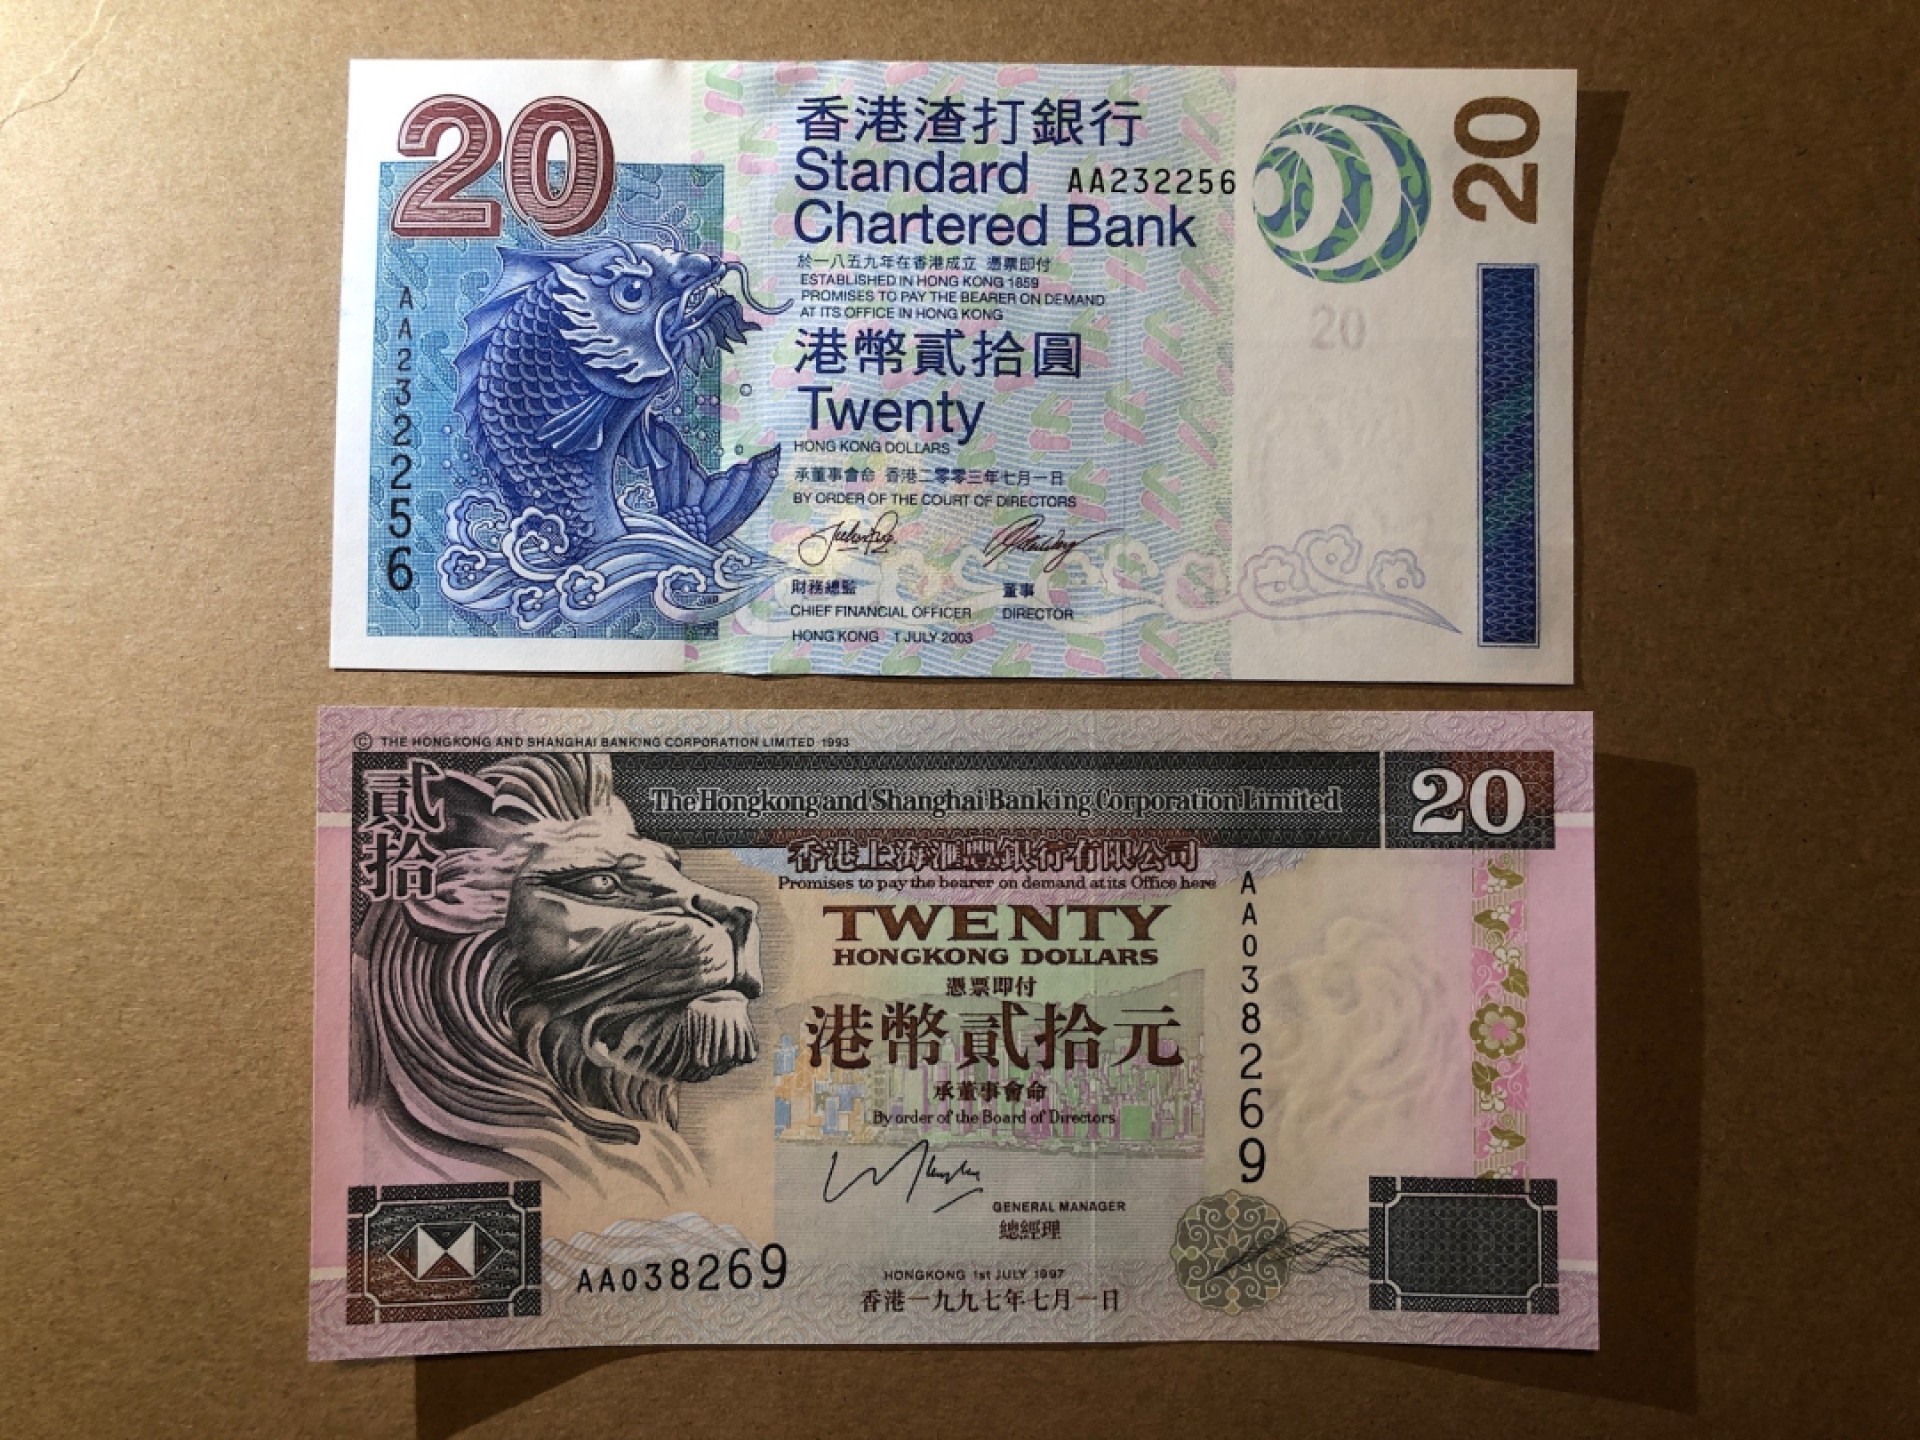 20
香港渣打銀行
Standard
Chartered Bank
AA232256
20
於一八五九年在香港成立 憑票即付
ESTABLISHED IN HONG KONG 1859
PROMISES TO PAY THE BEARER ON DEMAND
AT ITS OFFICE IN HONG KONG
20
AA232256
港幣貳拾圓
Twenty
HONG KONG DOLLARS
承董事會命 香港二零零三年七月一日
BY ORDER OF THE COURT OF DIRECTORS
財務總監 董事
CHIEF FINANCIAL OFFICER DIRECTOR
HONG KONG 1 JULY 2003
© THE HONGKONG AND SHANGHAI BANKING CORPORATION LIMITED 1993
貳拾
The Hongkong and Shanghai Banking Corporation Limited
20
香港上海滙豐銀行有限公司
Promises to pay the bearer on demand at its Office here
AA038269
TWENTY
HONGKONG DOLLARS
憑票即付
港幣貳拾元
承董事會命
By order of the Board of Directors
GENERAL MANAGER
總經理
AA038269
HONGKONG 1st JULY 1997
香港一九九七年七月一日